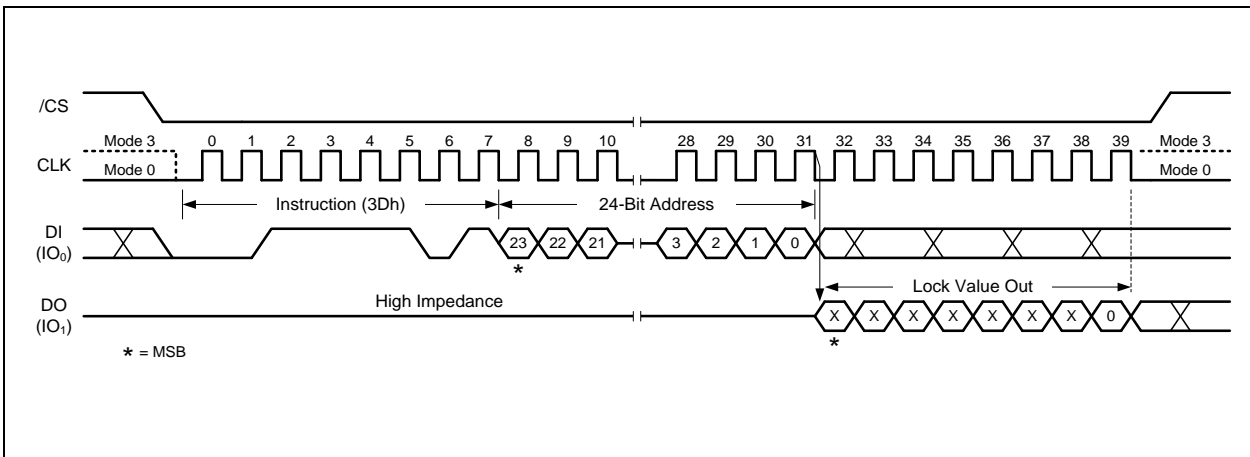 /CS
Mode 3 0 1 2 3 4 5 6 7 8 9 10 28 29 30 31 32 33 34 35 36 37 38 39 Mode 3
CLK Mode 0 Mode 0
Instruction (3Dh) 24-Bit Address
DI 23 22 21 3 2 1 0
(IO₀) *
Lock Value Out
High Impedance
DO X X X X X X X 0
(IO₁) *
* = MSB